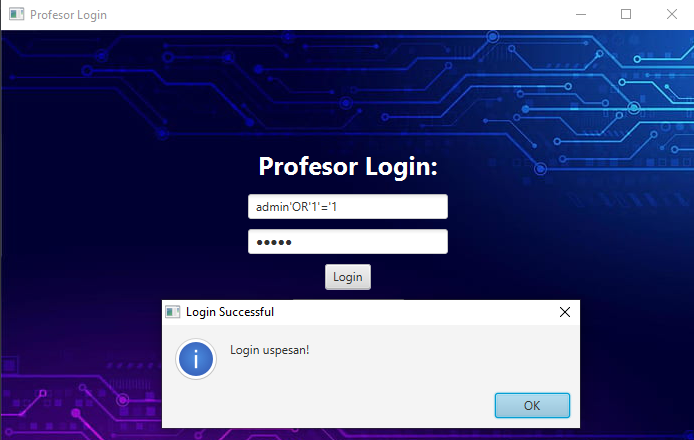 Profesor Login
Profesor Login:
admin'OR'1'='1
●●●●●
Login
Login Successful
Login uspesan!
OK